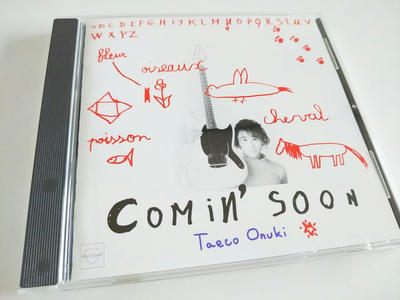 ABCDEFGHIJKLMNOPQRSTUV
WXYZ
fleur
oiseaux
cheval
poisson
COMIN' SOON
Taeco Onuki